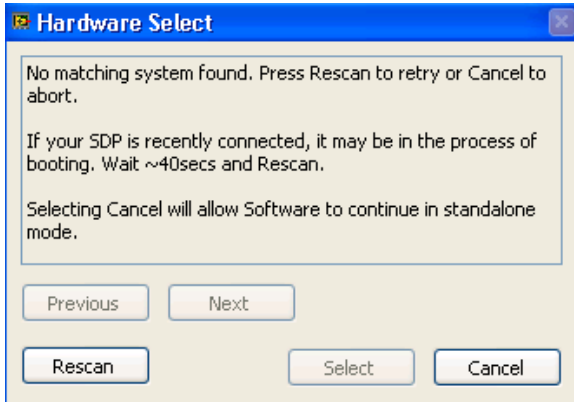 Hardware Select
No matching system found. Press Rescan to retry or Cancel to
abort.
If your SDP is recently connected, it may be in the process of
booting. Wait ~40secs and Rescan.
Selecting Cancel will allow Software to continue in standalone
mode.
Previous Next
Rescan Select Cancel